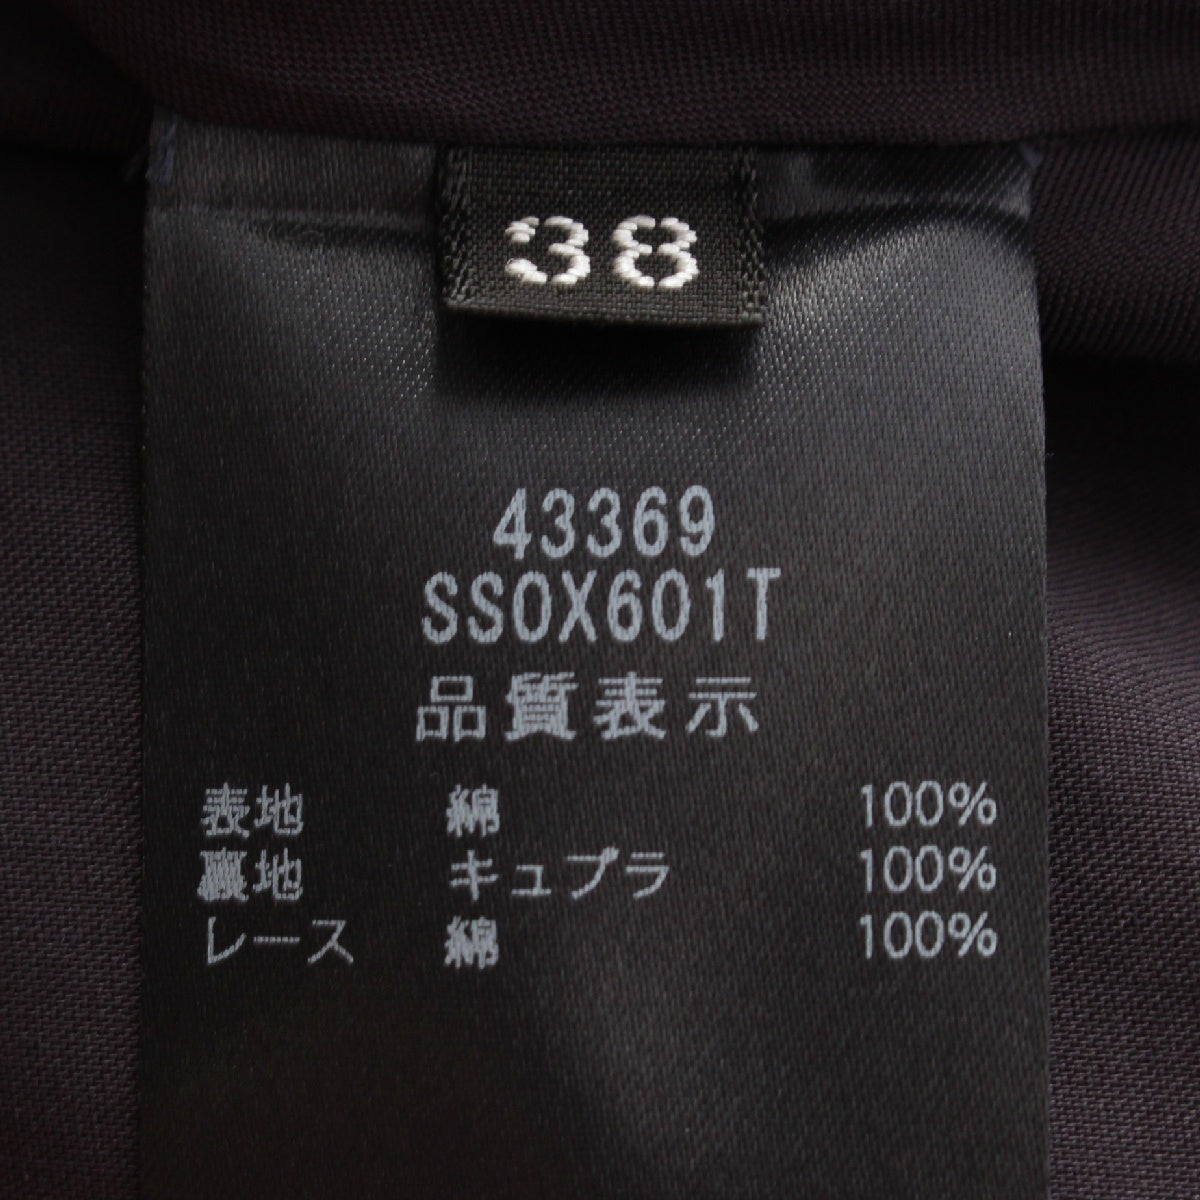 38
43369
SS0X601T
品質表示
表地 綿 100%
裏地 キュプラ 100%
レース 綿 100%